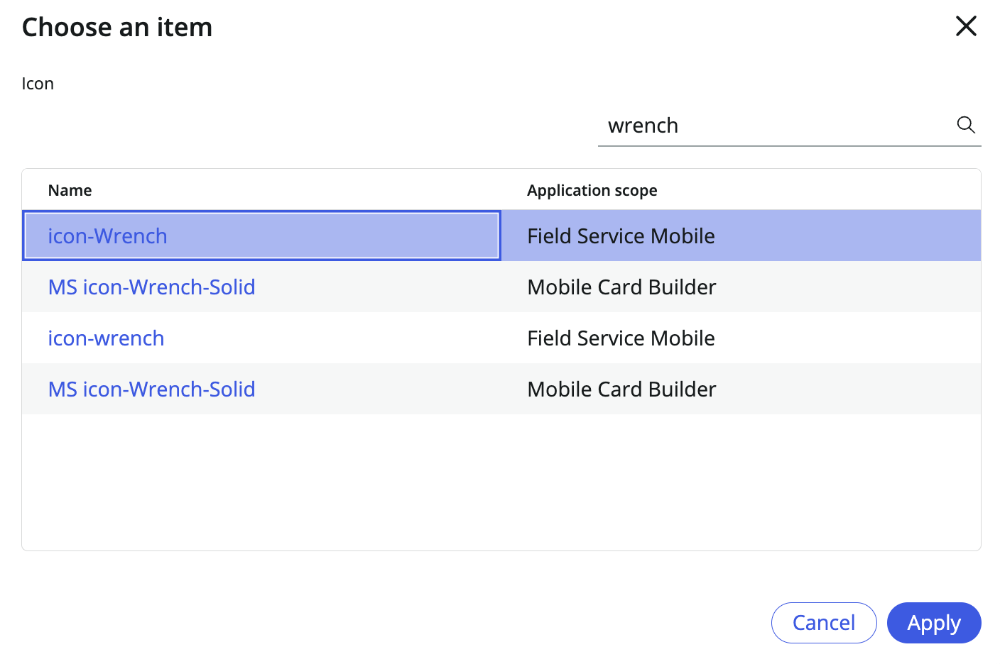 Choose an item
Icon
wrench
Name Application scope
icon-Wrench Field Service Mobile
MS icon-Wrench-Solid Mobile Card Builder
icon-wrench Field Service Mobile
MS icon-Wrench-Solid Mobile Card Builder
Cancel Apply